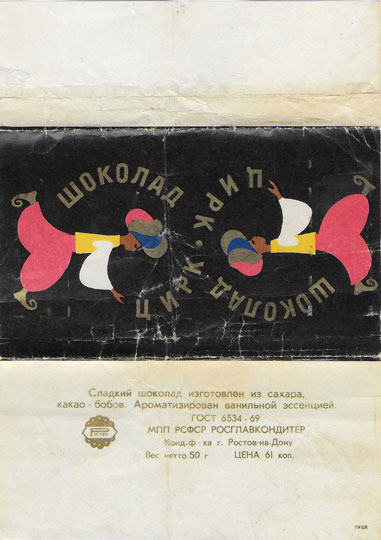 ШОКОЛАД
ЦИРК
•
ЦИРК
ШОКОЛАД
Сладкий шоколад изготовлен из сахара,
какао-бобов. Ароматизирован ванильной эссенцией.
ГОСТ 6534-69
МПП РСФСР РОСГЛАВКОНДИТЕР
Конд. ф-ка г. Ростов-на-Дону
Вес нетто 50 г ЦЕНА 61 коп.